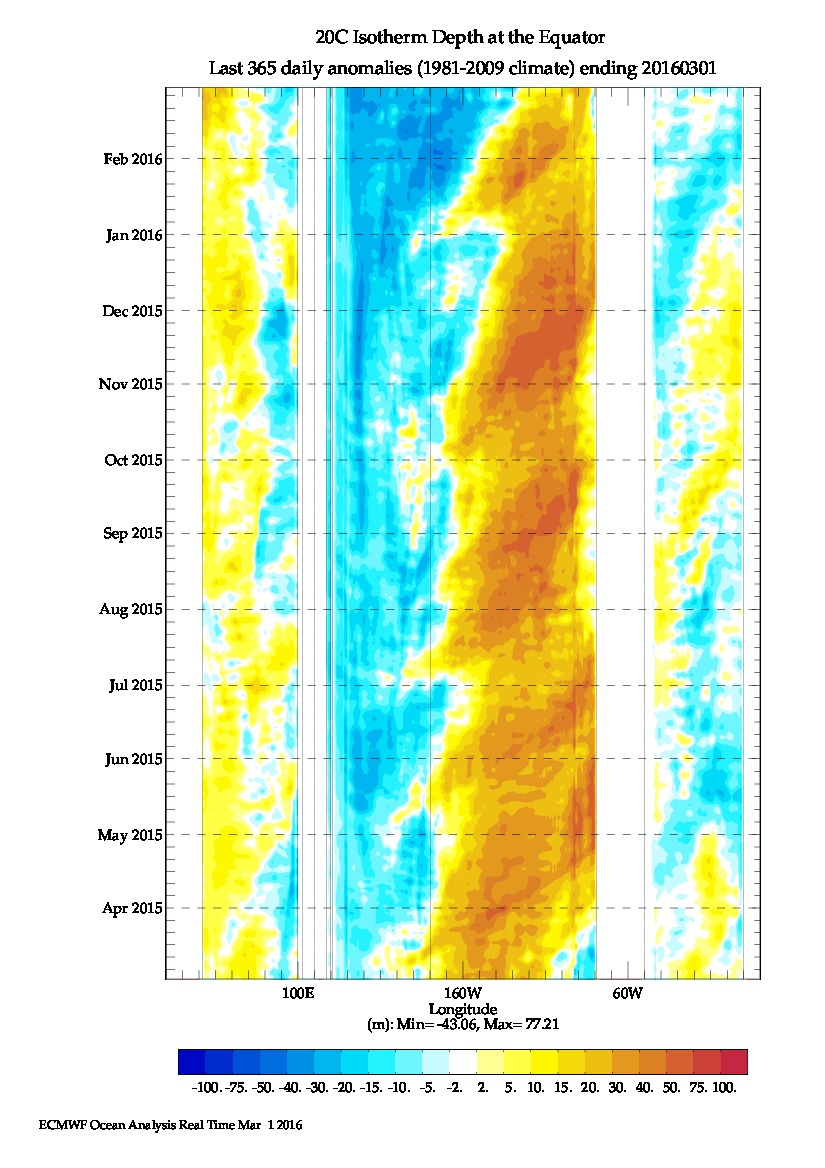 20C Isotherm Depth at the Equator
Last 365 daily anomalies (1981-2009 climate) ending 20160301
Feb 2016
Jan 2016
Dec 2015
Nov 2015
Oct 2015
Sep 2015
Aug 2015
Jul 2015
Jun 2015
May 2015
Apr 2015
100E 160W 60W
Longitude
(m): Min= -43.06, Max= 77.21
-100. -75. -50. -40. -30. -20. -15. -10. -5. -2. 2. 5. 10. 15. 20. 30. 40. 50. 75. 100.
ECMWF Ocean Analysis Real Time Mar 1 2016